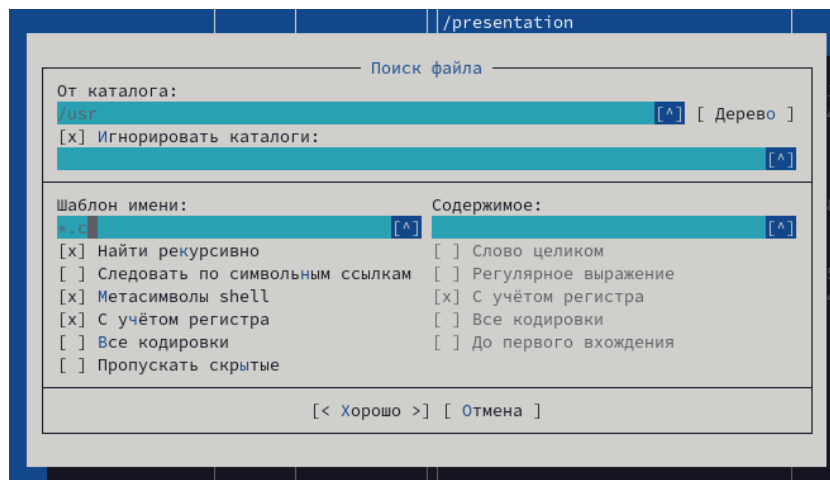 /presentation
Поиск файла
От каталога:
/usr [^] [ Дерево ]
[x] Игнорировать каталоги:
[^]
Шаблон имени:
*.c [^]
[x] Найти рекурсивно
[ ] Следовать по символьным ссылкам
[x] Метасимволы shell
[x] С учётом регистра
[ ] Все кодировки
[ ] Пропускать скрытые
Содержимое:
[^]
[ ] Слово целиком
[ ] Регулярное выражение
[x] С учётом регистра
[ ] Все кодировки
[ ] До первого вхождения
[< Хорошо >] [ Отмена ]